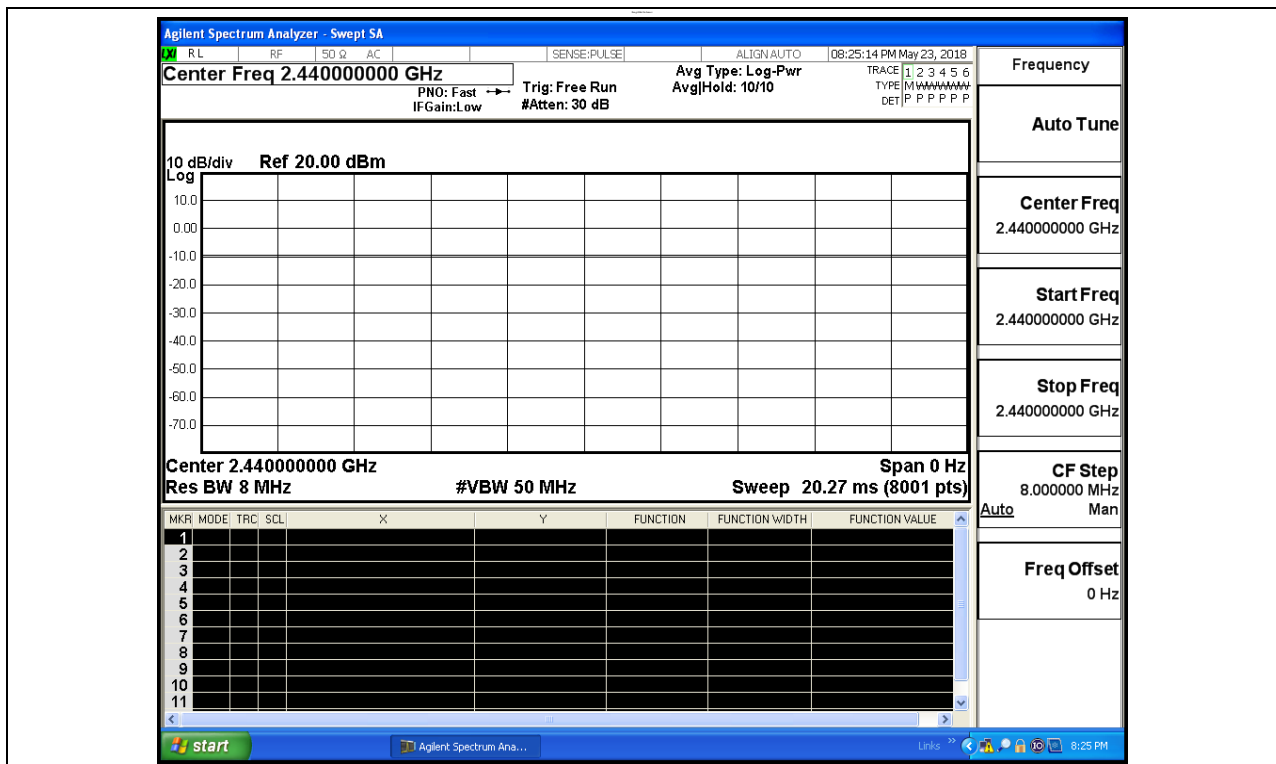 Agilent Spectrum Analyzer - Swept SA
LXI RL RF 50 Ω AC SENSE:PULSE ALIGN AUTO 08:25:14 PM May 23, 2018
Center Freq 2.440000000 GHz
PNO: Fast
IFGain:Low
Trig: Free Run
#Atten: 30 dB
Avg Type: Log-Pwr
Avg|Hold: 10/10
TRACE 1 2 3 4 5 6
TYPE M W W W W W
DET P P P P P P
10 dB/div Ref 20.00 dBm
Log
10.0
0.00
-10.0
-20.0
-30.0
-40.0
-50.0
-60.0
-70.0
Center 2.440000000 GHz Span 0 Hz
Res BW 8 MHz #VBW 50 MHz Sweep 20.27 ms (8001 pts)
MKR MODE TRC SCL X Y FUNCTION FUNCTION WIDTH FUNCTION VALUE
1
2
3
4
5
6
7
8
9
10
11
Frequency
Auto Tune
Center Freq
2.440000000 GHz
Start Freq
2.440000000 GHz
Stop Freq
2.440000000 GHz
CF Step
8.000000 MHz
Auto Man
Freq Offset
0 Hz
start Agilent Spectrum Ana... Links » 8:25 PM